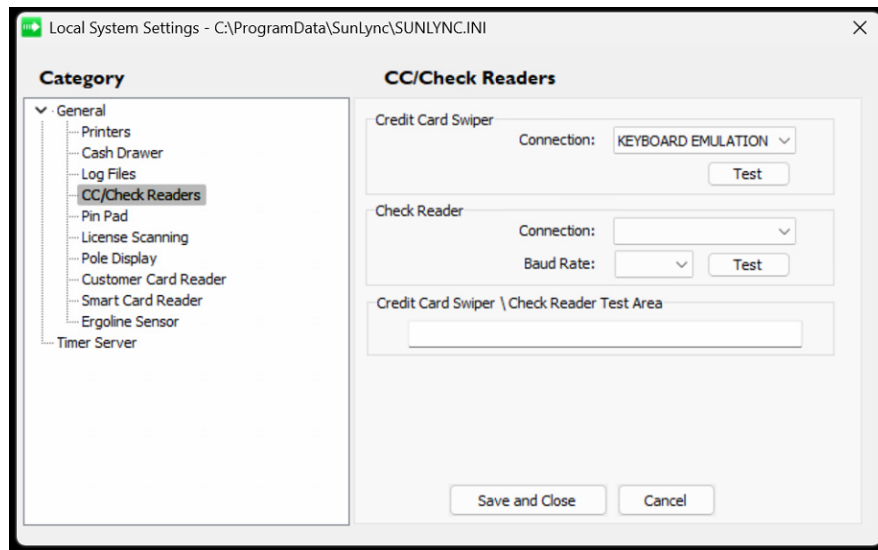 Local System Settings - C:\ProgramData\SunLync\SUNLYNC.INI
Category
General
Printers
Cash Drawer
Log Files
CC/Check Readers
Pin Pad
License Scanning
Pole Display
Customer Card Reader
Smart Card Reader
Ergoline Sensor
Timer Server
CC/Check Readers
Credit Card Swiper
Connection: KEYBOARD EMULATION
Test
Check Reader
Connection:
Baud Rate: Test
Credit Card Swiper \ Check Reader Test Area
Save and Close Cancel